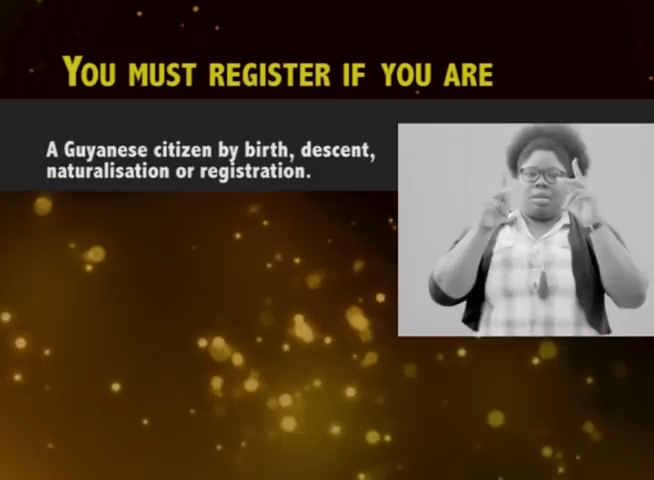 You must register if you are
A Guyanese citizen by birth, descent,
naturalisation or registration.